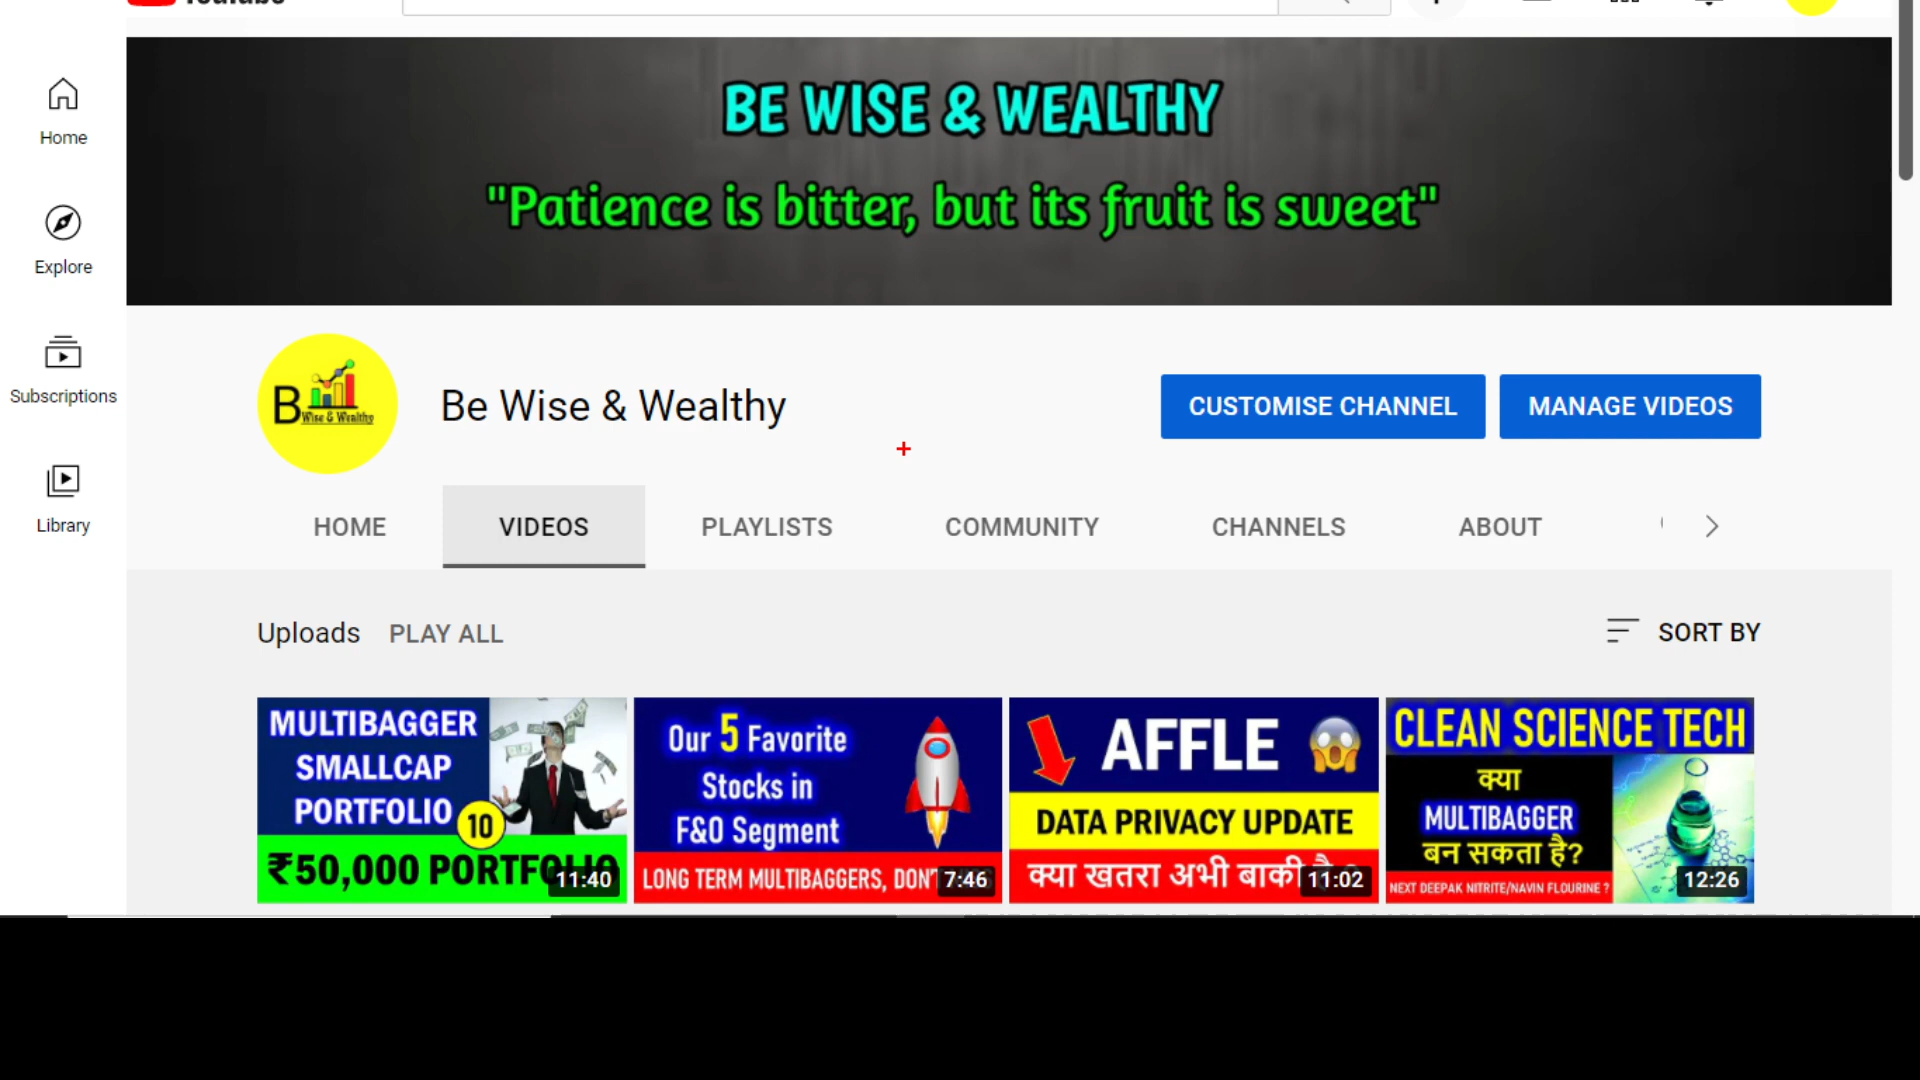 BE WISE & WEALTHY
"Patience is bitter, but its fruit is sweet"
Home
Explore
Subscriptions
Library
B Wise & Wealthy
Be Wise & Wealthy
CUSTOMISE CHANNEL
MANAGE VIDEOS
HOME
VIDEOS
PLAYLISTS
COMMUNITY
CHANNELS
ABOUT
Uploads
PLAY ALL
SORT BY
MULTIBAGGER
SMALLCAP
PORTFOLIO
10
₹50,000 PORTFOLIO
11:40
Our 5 Favorite
Stocks in
F&O Segment
LONG TERM MULTIBAGGERS, DON'T
7:46
AFFLE
DATA PRIVACY UPDATE
क्या खतरा अभी बाकी है ?
11:02
CLEAN SCIENCE TECH
क्या
MULTIBAGGER
बन सकता है?
NEXT DEEPAK NITRITE/NAVIN FLOURINE ?
12:26